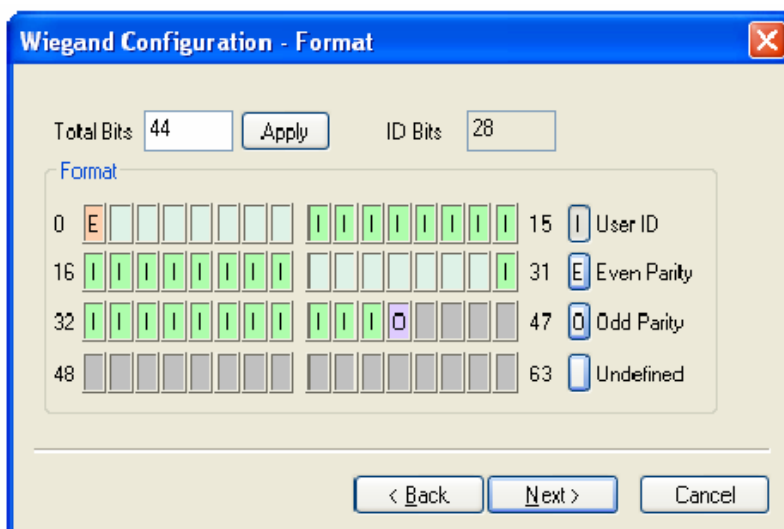 Wiegand Configuration - Format
Total Bits 44 Apply ID Bits 28
Format
0 E I I I I I I I I 15 I User ID
16 I I I I I I I I I 31 E Even Parity
32 I I I I I I I I I I I O 47 O Odd Parity
48 63 Undefined
< Back Next > Cancel